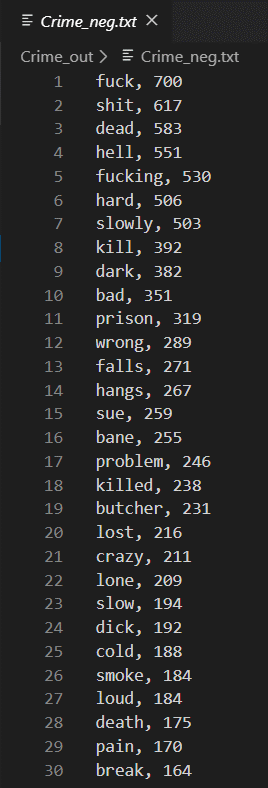 Crime_neg.txt
Crime_out > Crime_neg.txt
1 fuck, 700
2 shit, 617
3 dead, 583
4 hell, 551
5 fucking, 530
6 hard, 506
7 slowly, 503
8 kill, 392
9 dark, 382
10 bad, 351
11 prison, 319
12 wrong, 289
13 falls, 271
14 hangs, 267
15 sue, 259
16 bane, 255
17 problem, 246
18 killed, 238
19 butcher, 231
20 lost, 216
21 crazy, 211
22 lone, 209
23 slow, 194
24 dick, 192
25 cold, 188
26 smoke, 184
27 loud, 184
28 death, 175
29 pain, 170
30 break, 164